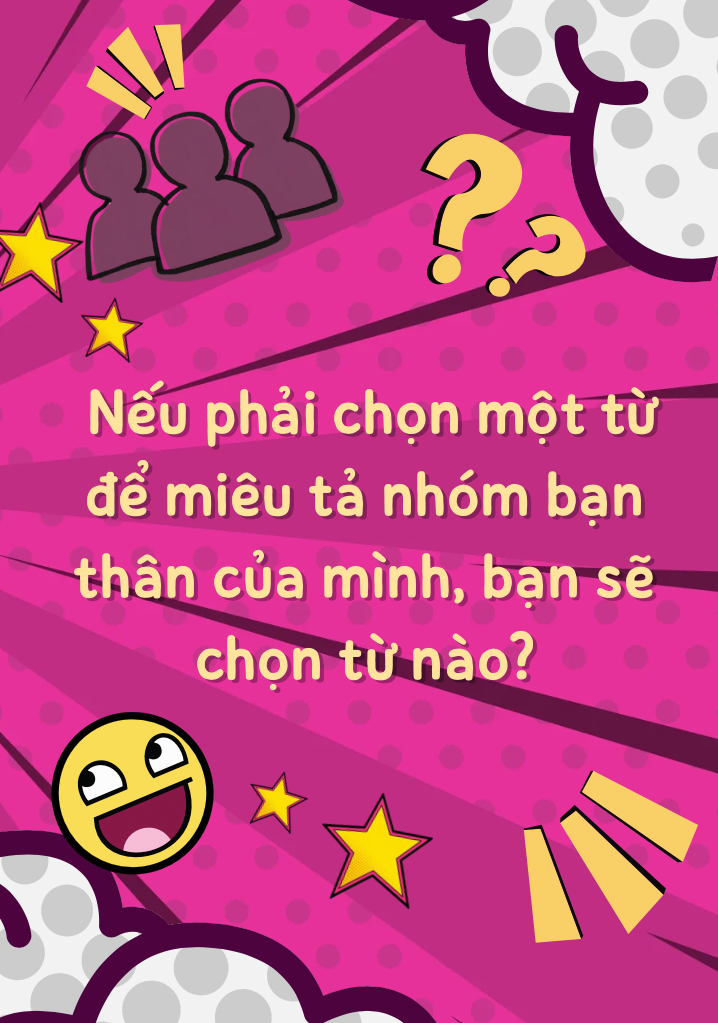 Nếu phải chọn một từ
để miêu tả nhóm bạn
thân của mình, bạn sẽ
chọn từ nào?